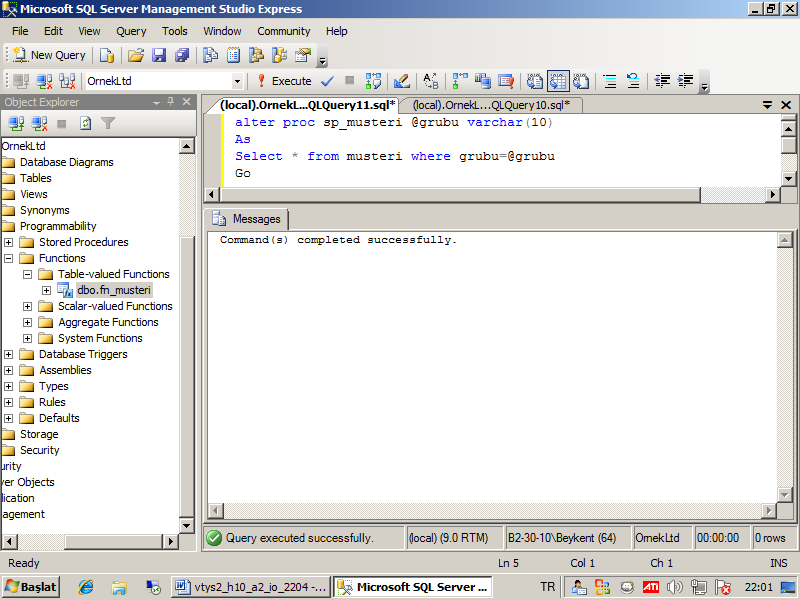 Microsoft SQL Server Management Studio Express
File Edit View Query Tools Window Community Help
New Query
OrnekLtd Execute
Object Explorer
OrnekLtd
Database Diagrams
Tables
Views
Synonyms
Programmability
Stored Procedures
Functions
Table-valued Functions
dbo.fn_musteri
Scalar-valued Functions
Aggregate Functions
System Functions
Database Triggers
Assemblies
Types
Rules
Defaults
Storage
Security
urity
ver Objects
lication
agement
(local).OrnekL...QLQuery11.sql* (local).OrnekL...QLQuery10.sql*
alter proc sp_musteri @grubu varchar(10)
As
Select * from musteri where grubu=@grubu
Go
Messages
Command(s) completed successfully.
Query executed successfully. (local) (9.0 RTM) B2-30-10\Beykent (64) OrnekLtd 00:00:00 0 rows
Ready Ln 5 Col 1 Ch 1 INS
Başlat vtys2_h10_a2_io_2204 -... Microsoft SQL Server ... TR ATI 22:01